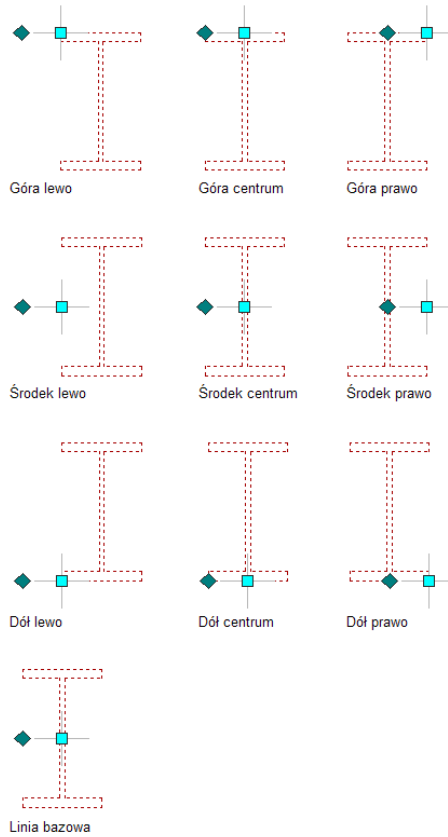 Góra lewo
Góra centrum
Góra prawo
Środek lewo
Środek centrum
Środek prawo
Dół lewo
Dół centrum
Dół prawo
Linia bazowa